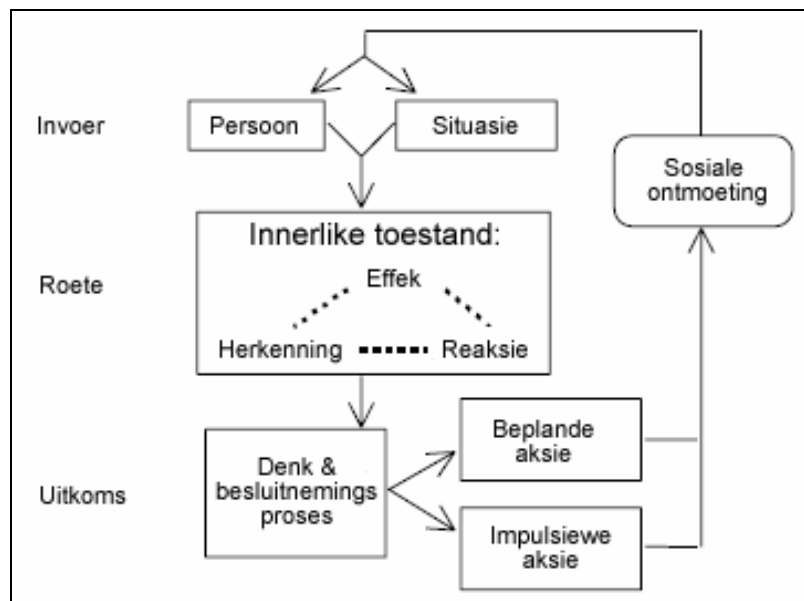 Invoer
Persoon
Situasie
Sosiale
ontmoeting
Roete
Innerlike toestand:
Effek
Herkenning
Reaksie
Uitkoms
Denk &
besluitnemings
proses
Beplande
aksie
Impulsiewe
aksie